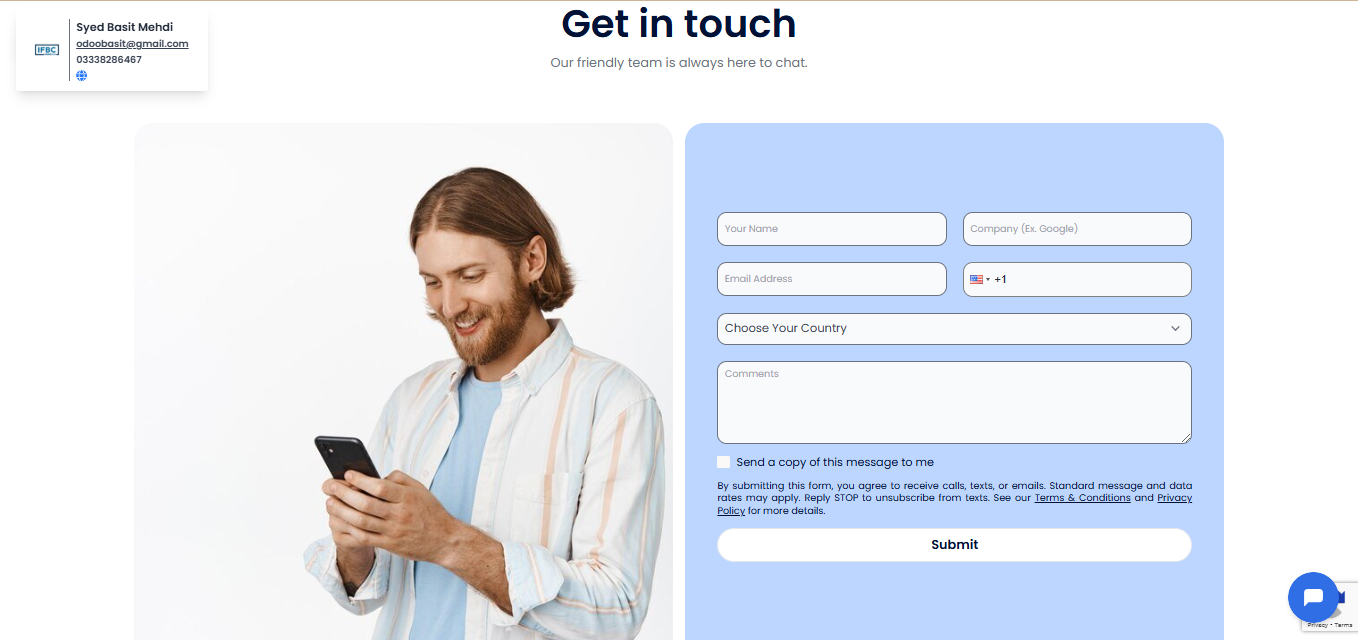 Get in touch
Our friendly team is always here to chat.
IFBC
Syed Basit Mehdi
odoobasit@gmail.com
03338286467
Your Name
Company (Ex. Google)
Email Address
+1
Choose Your Country
Comments
Send a copy of this message to me
By submitting this form, you agree to receive calls, texts, or emails. Standard message and data
rates may apply. Reply STOP to unsubscribe from texts. See our Terms & Conditions and Privacy
Policy for more details.
Submit
Privacy - Terms